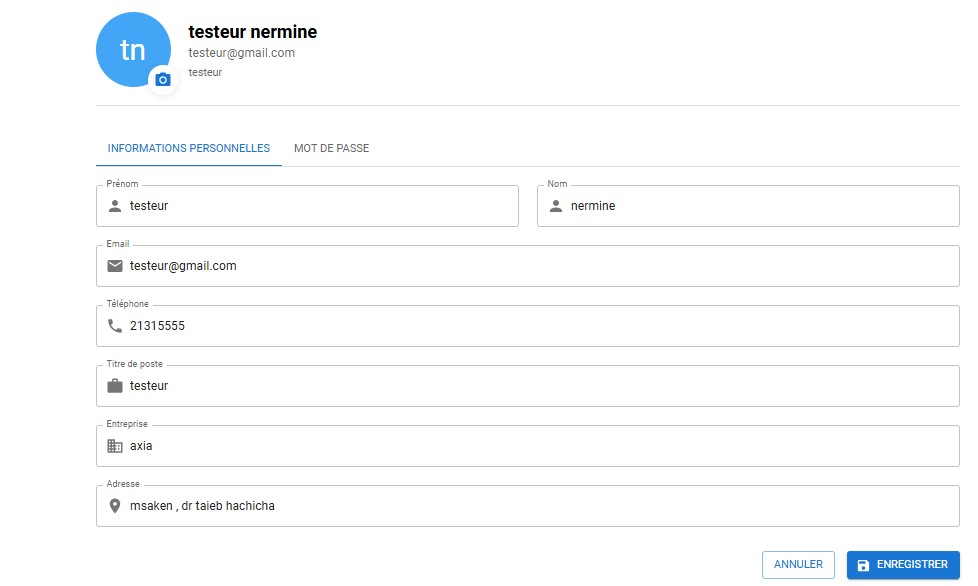 tn
testeur nermine
testeur@gmail.com
testeur
INFORMATIONS PERSONNELLES MOT DE PASSE
Prénom Nom
testeur nermine
Email
testeur@gmail.com
Téléphone
21315555
Titre de poste
testeur
Entreprise
axia
Adresse
msaken , dr taieb hachicha
ANNULER ENREGISTRER